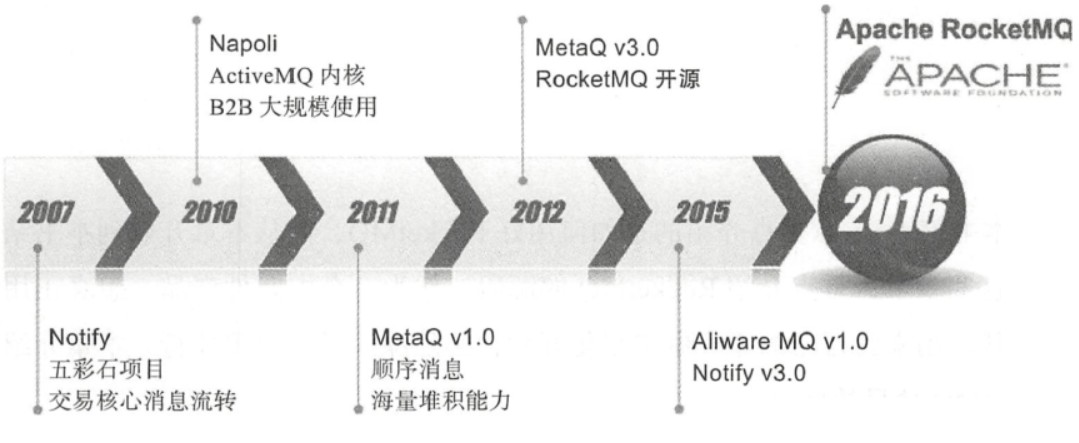 Napoli
ActiveMQ 内核
B2B 大规模使用
MetaQ v3.0
RocketMQ 开源
Apache RocketMQ
THE
APACHE
SOFTWARE FOUNDATION
2007
2010
2011
2012
2015
2016
Notify
五彩石项目
交易核心消息流转
MetaQ v1.0
顺序消息
海量堆积能力
Aliware MQ v1.0
Notify v3.0